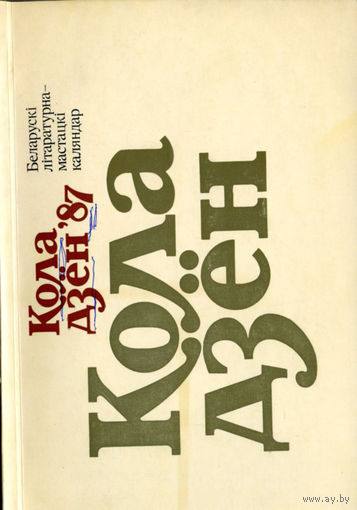 Беларускі
літаратурна-
мастацкі
каляндар
Кола
дзён'87
Кола
дзён
www.ay.by